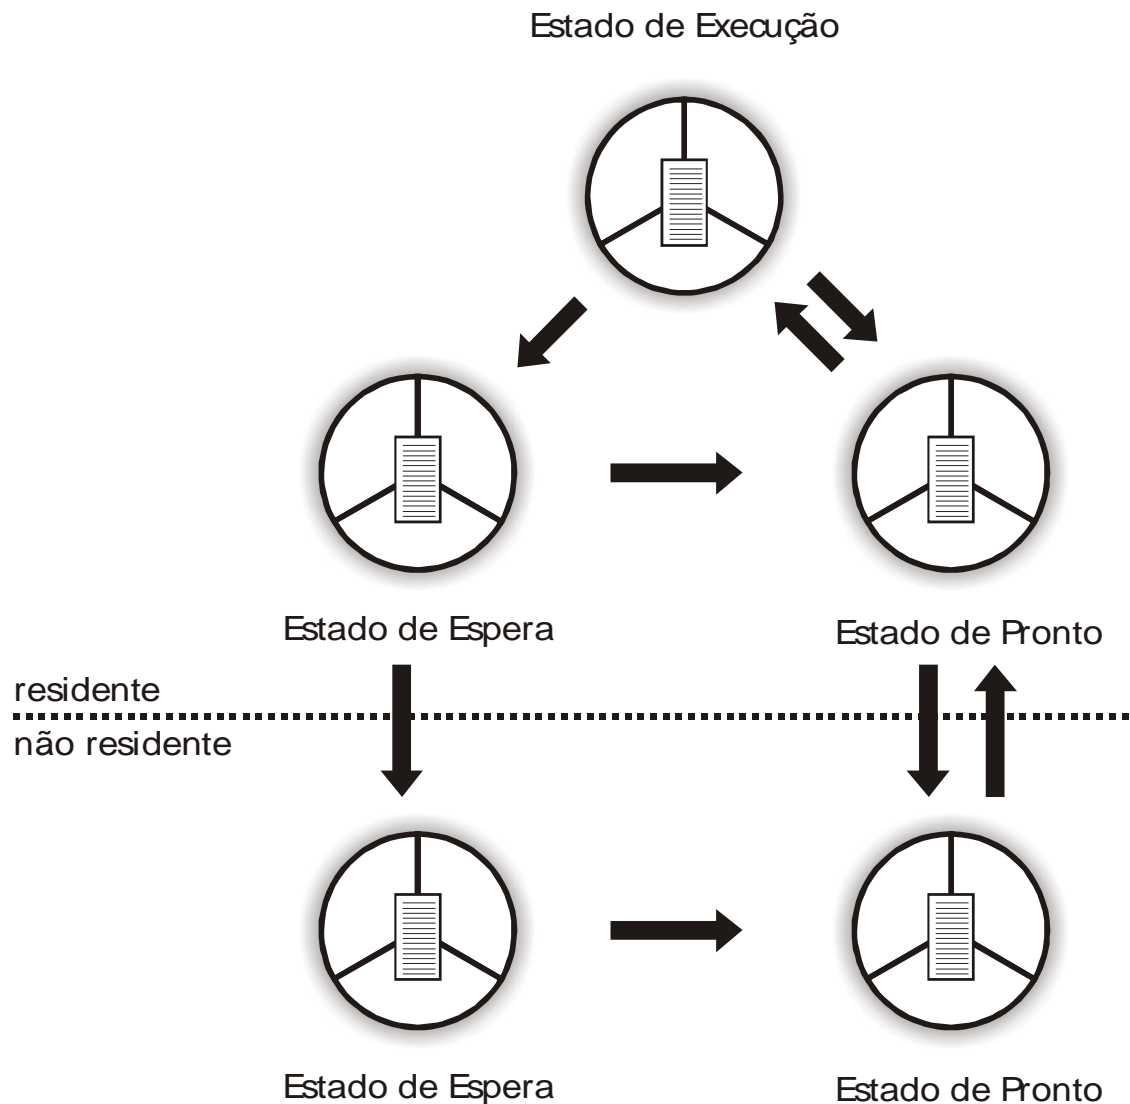 Estado de Execução
Estado de Espera
Estado de Pronto
residente
não residente
Estado de Espera
Estado de Pronto